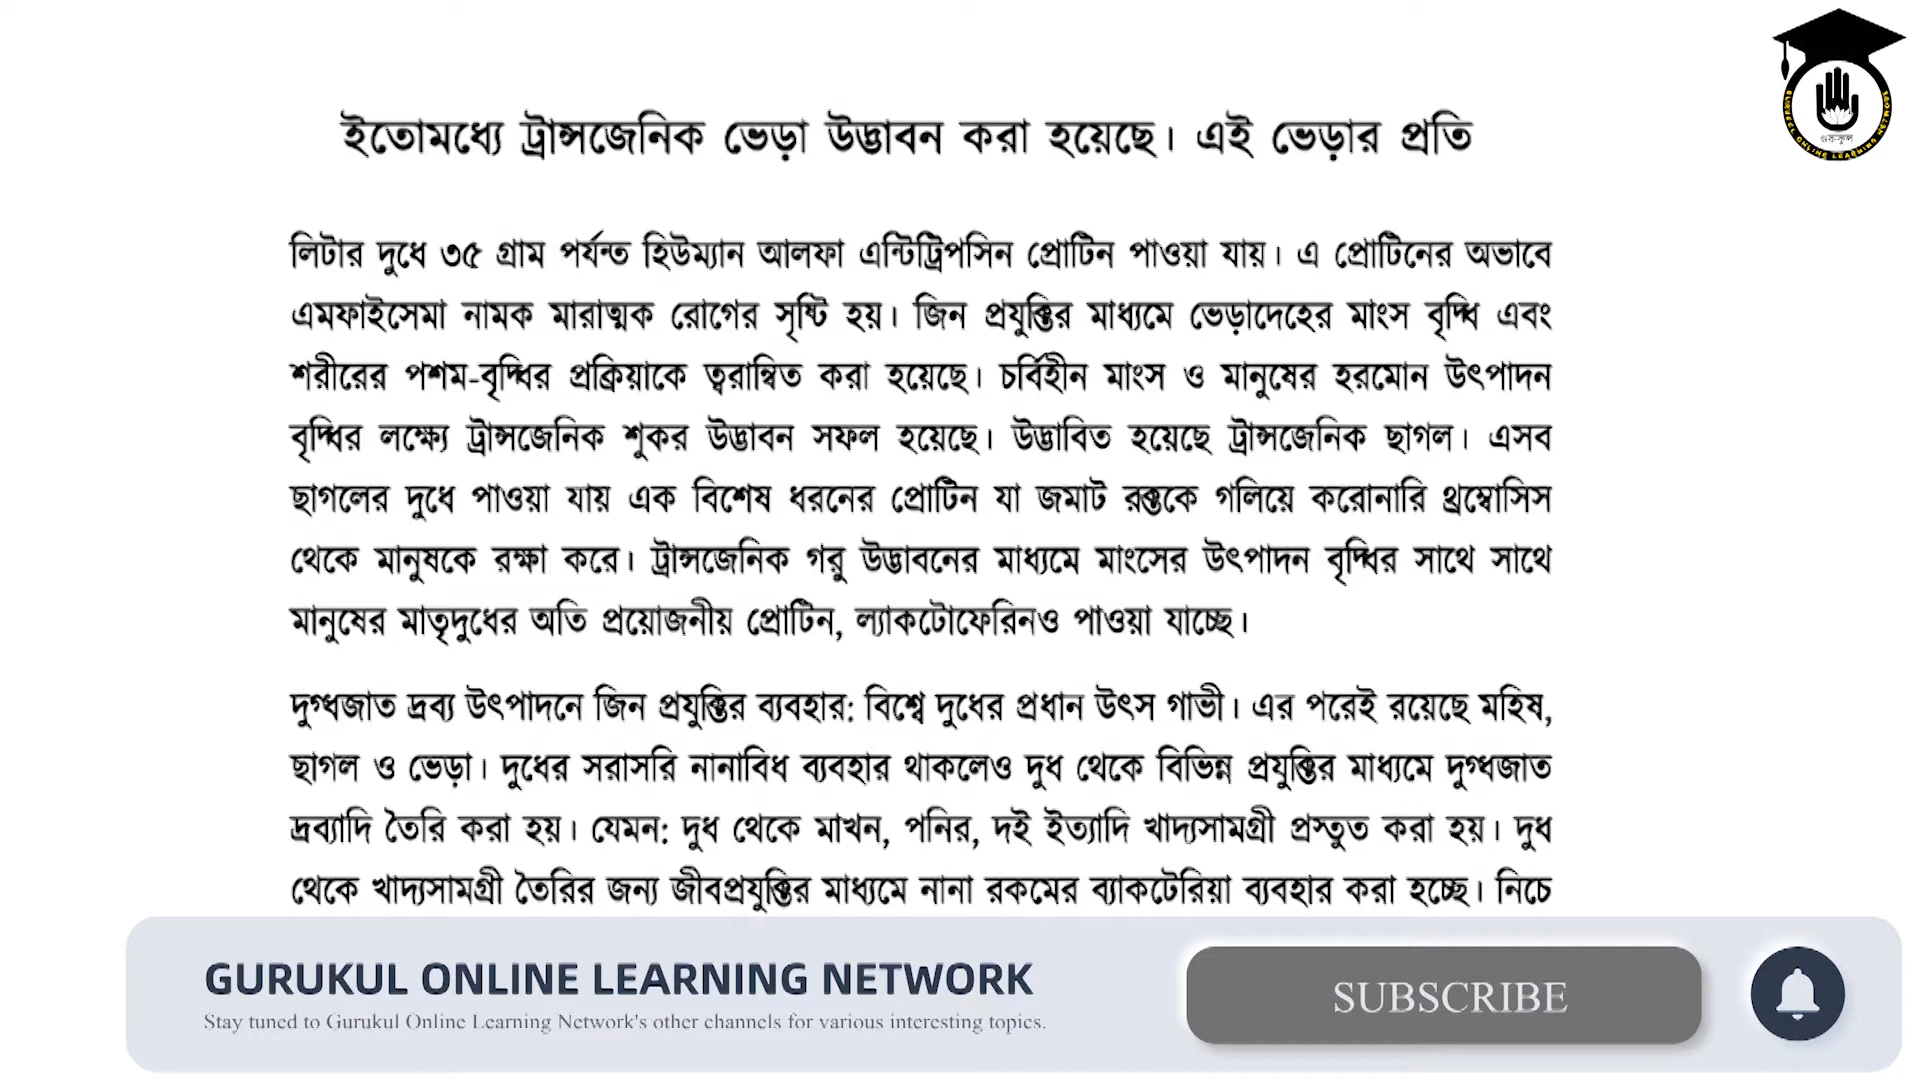 ইতোমধ্যে ট্রান্সজেনিক ভেড়া উদ্ভাবন করা হয়েছে। এই ভেড়ার প্রতি
লিটার দুধে ৩৫ গ্রাম পর্যন্ত হিউম্যান আলফা এন্টিট্রিপসিন প্রোটিন পাওয়া যায়। এ প্রোটিনের অভাবে
এমফাইসেমা নামক মারাত্মক রোগের সৃষ্টি হয়। জিন প্রযুক্তির মাধ্যমে ভেড়াদেহের মাংস বৃদ্ধি এবং
শরীরের পশম-বৃদ্ধির প্রক্রিয়াকে ত্বরান্বিত করা হয়েছে। চর্বিহীন মাংস ও মানুষের হরমোন উৎপাদন
বৃদ্ধির লক্ষ্যে ট্রান্সজেনিক শুকর উদ্ভাবন সফল হয়েছে। উদ্ভাবিত হয়েছে ট্রান্সজেনিক ছাগল। এসব
ছাগলের দুধে পাওয়া যায় এক বিশেষ ধরনের প্রোটিন যা জমাট রক্তকে গলিয়ে করোনারি থ্রম্বোসিস
থেকে মানুষকে রক্ষা করে। ট্রান্সজেনিক গরু উদ্ভাবনের মাধ্যমে মাংসের উৎপাদন বৃদ্ধির সাথে সাথে
মানুষের মাতৃদুধের অতি প্রয়োজনীয় প্রোটিন, ল্যাকটোফেরিনও পাওয়া যাচ্ছে।
দুগ্ধজাত দ্রব্য উৎপাদনে জিন প্রযুক্তির ব্যবহার: বিশ্বে দুধের প্রধান উৎস গাভী। এর পরেই রয়েছে মহিষ,
ছাগল ও ভেড়া। দুধের সরাসরি নানাবিধ ব্যবহার থাকলেও দুধ থেকে বিভিন্ন প্রযুক্তির মাধ্যমে দুগ্ধজাত
দ্রব্যাদি তৈরি করা হয়। যেমন: দুধ থেকে মাখন, পনির, দই ইত্যাদি খাদ্যসামগ্রী প্রস্তুত করা হয়। দুধ
থেকে খাদ্যসামগ্রী তৈরির জন্য জীবপ্রযুক্তির মাধ্যমে নানা রকমের ব্যাকটেরিয়া ব্যবহার করা হচ্ছে। নিচে
GURUKUL ONLINE LEARNING NETWORK
Stay tuned to Gurukul Online Learning Network's other channels for various interesting topics.
SUBSCRIBE
গুরুকুল
GURUKUL ONLINE LEARNING NETWORK